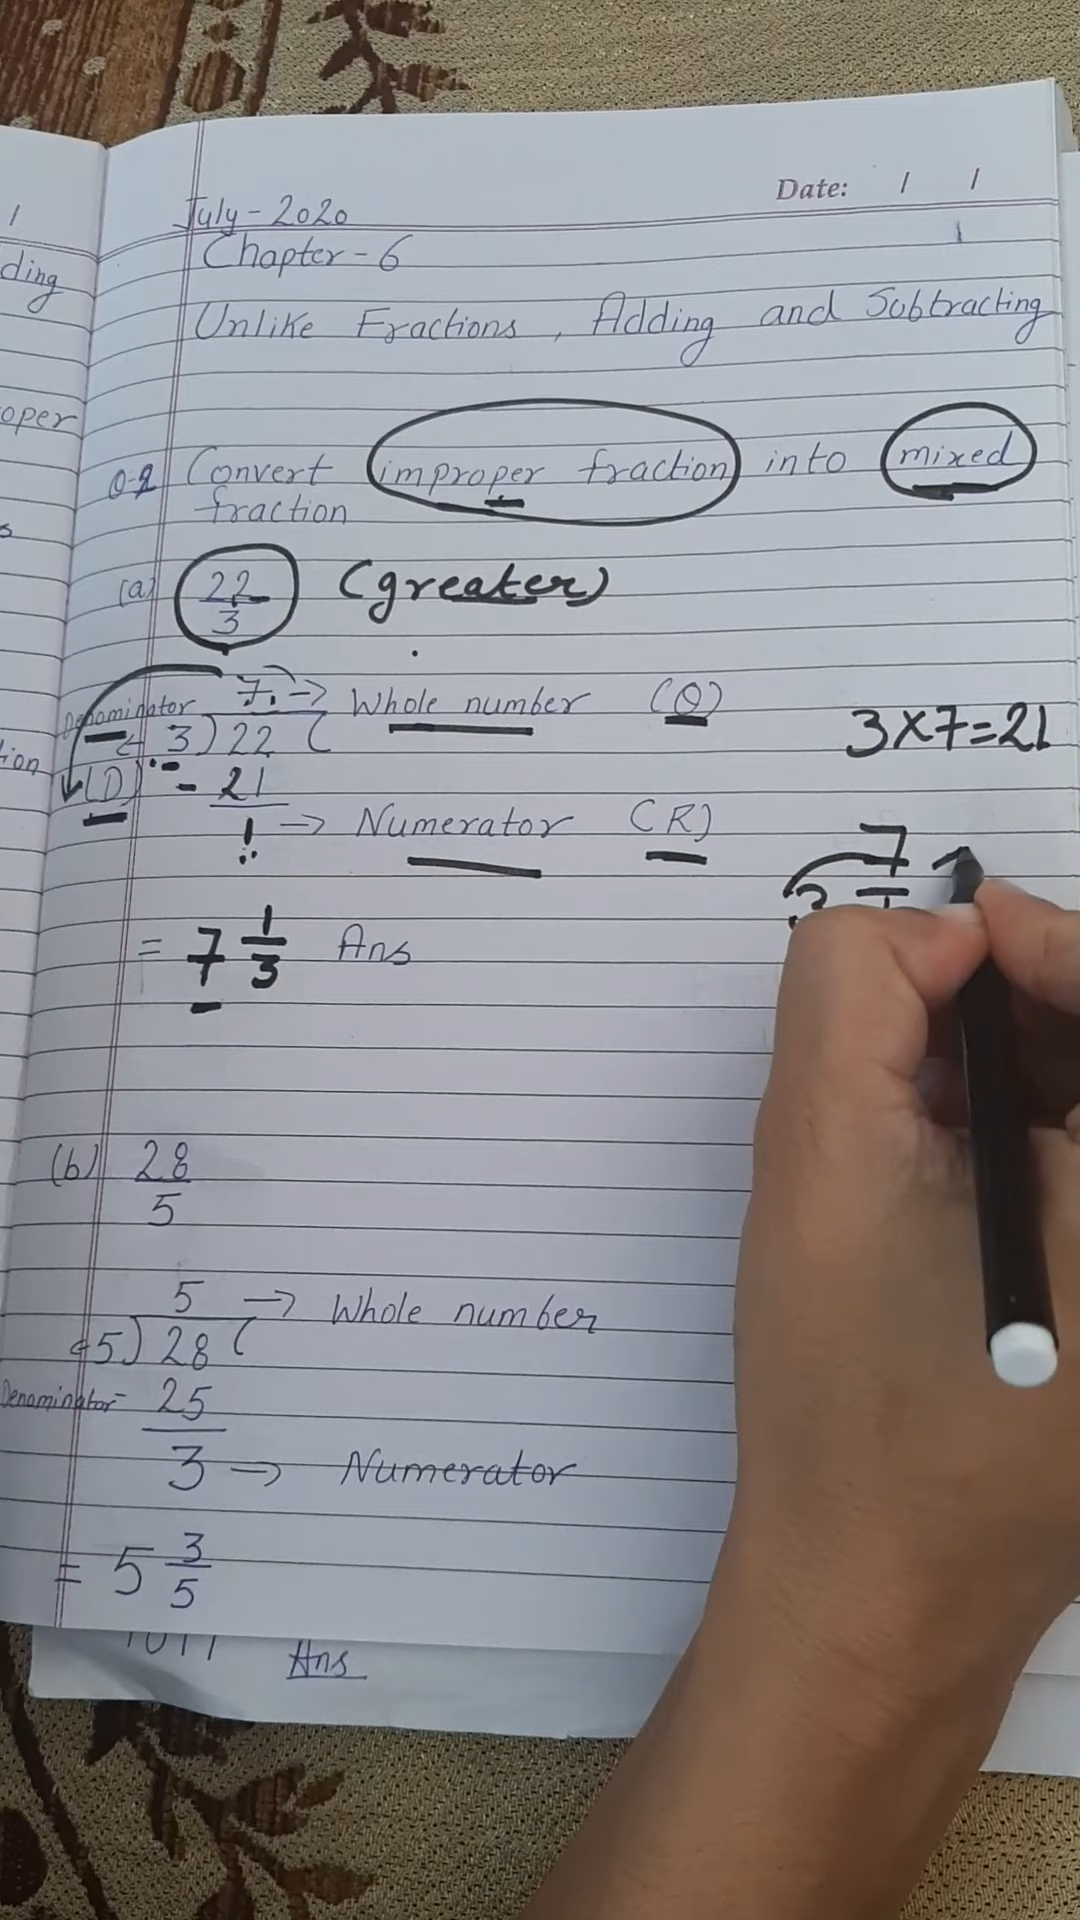 Date: / /
July-2020
Chapter-6
Unlike Fractions, Adding and Subtracting
Q-2 Convert improper fraction into mixed
fraction
(a) 22/3 (greater)
7 → Whole number (Q)
Denominator
← 3) 22 ( 3×7=21
(D) - 21
1 → Numerator (R)
7
= 7 1/3 Ans
(b) 28/5
5 → Whole number
←5) 28 (
Denominator - 25
3 → Numerator
= 5 3/5
Ans
/
ding
oper
s
ion